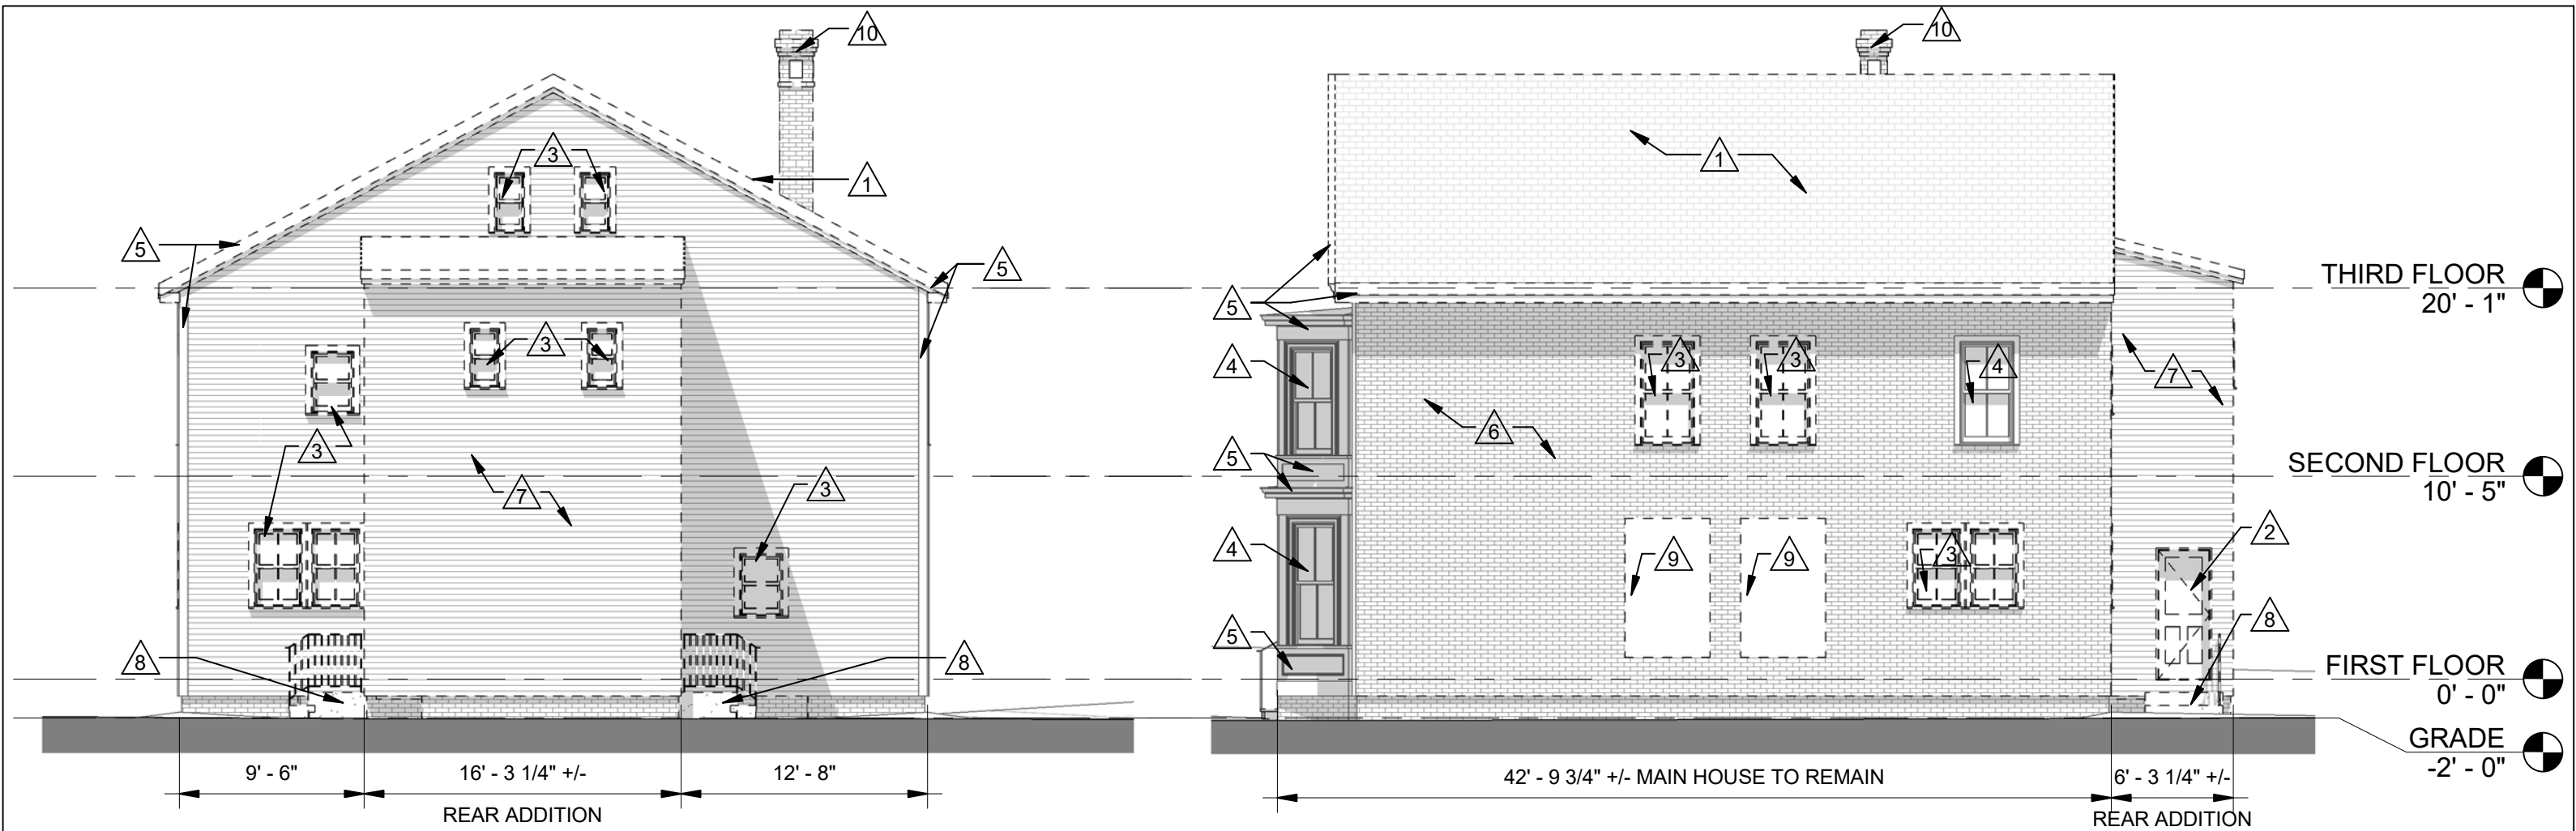 10
10
3
1
1
5
5
THIRD FLOOR
20' - 1"
5
3
3
3
4
4
7
3
6
5
SECOND FLOOR
10' - 5"
7
3
2
4
9
9
3
8
8
8
5
FIRST FLOOR
0' - 0"
GRADE
-2' - 0"
9' - 6"
16' - 3 1/4" +/-
12' - 8"
42' - 9 3/4" +/- MAIN HOUSE TO REMAIN
6' - 3 1/4" +/-
REAR ADDITION
REAR ADDITION